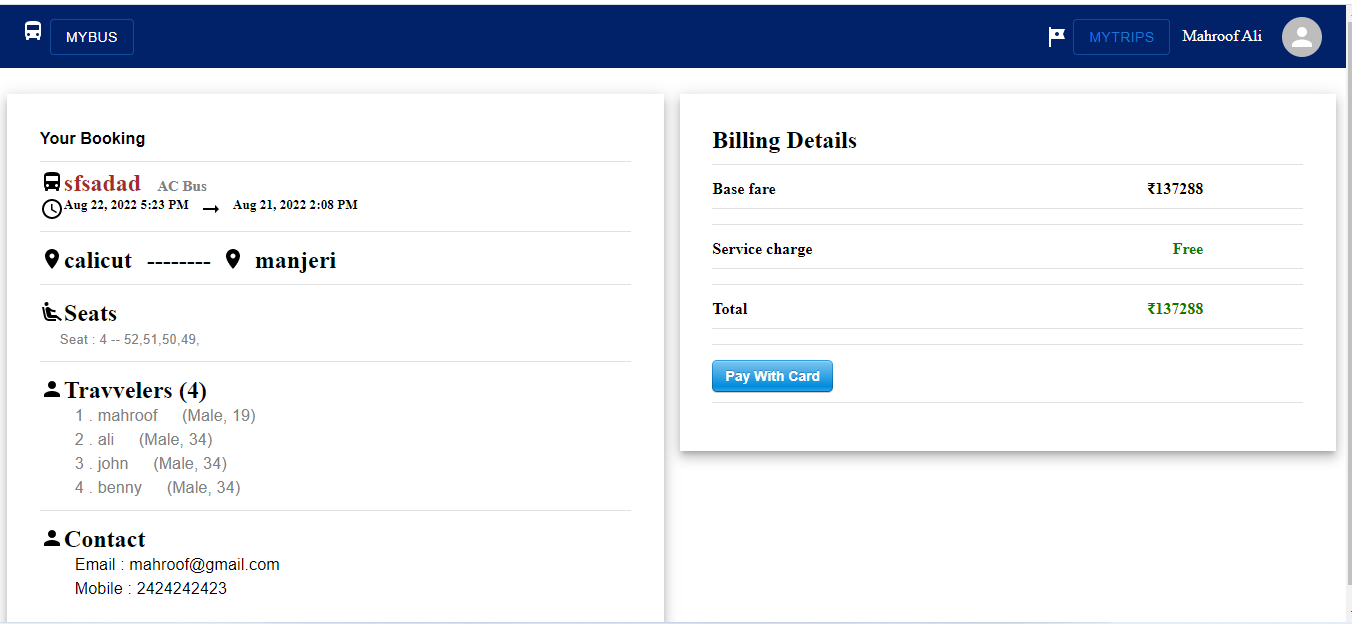 MYBUS
MYTRIPS Mahroof Ali
Your Booking
sfsadad AC Bus
Aug 22, 2022 5:23 PM → Aug 21, 2022 2:08 PM
calicut -------- manjeri
Seats
Seat : 4 -- 52,51,50,49,
Travvelers (4)
1 . mahroof (Male, 19)
2 . ali (Male, 34)
3 . john (Male, 34)
4 . benny (Male, 34)
Contact
Email : mahroof@gmail.com
Mobile : 2424242423
Billing Details
Base fare ₹137288
Service charge Free
Total ₹137288
Pay With Card